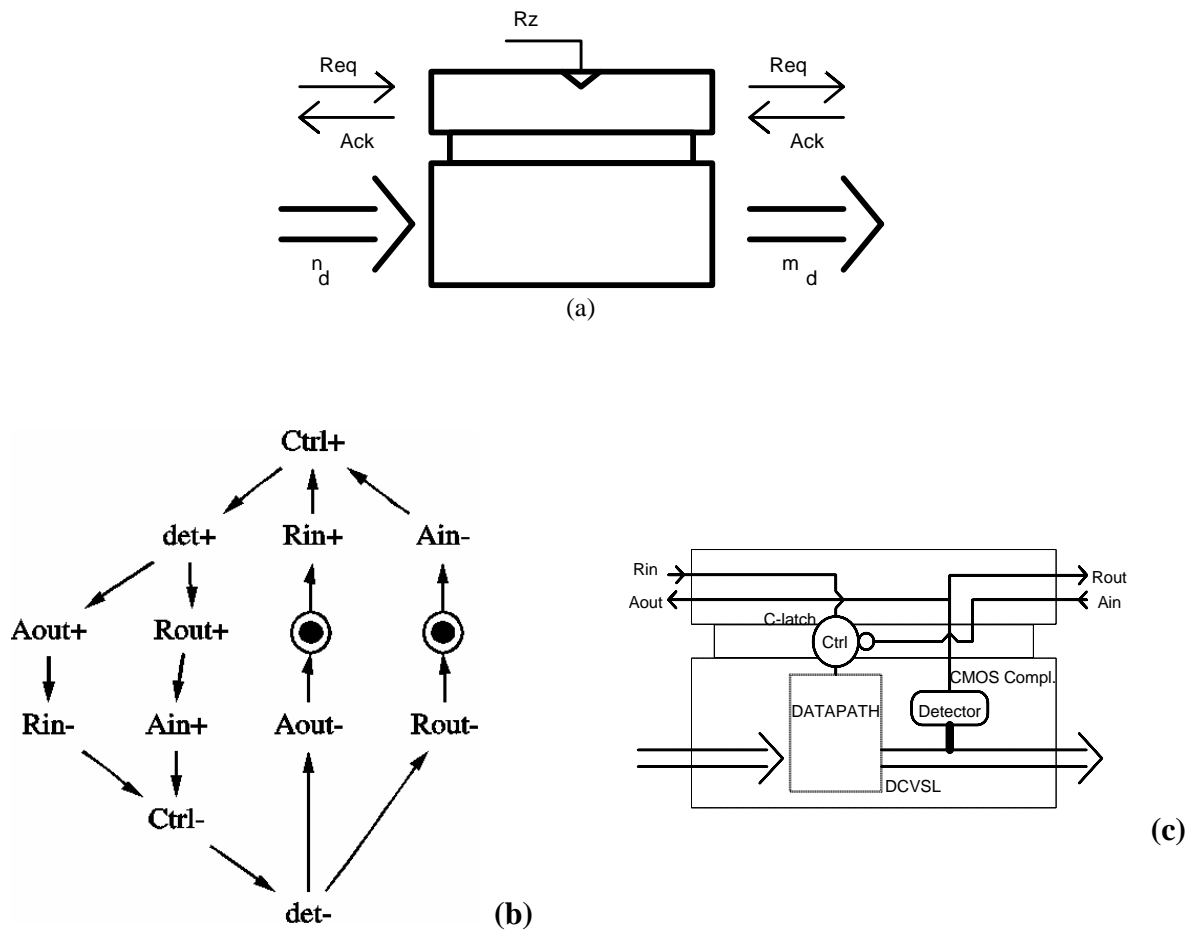 Rz
Req
Req
Ack
Ack
n
d
m
d
(a)
Ctrl+
det+
Rin+
Ain-
Aout+
Rout+
Rin-
Ain+
Aout-
Rout-
Ctrl-
det-
(b)
Rin
Rout
Aout
Ain
C-latch
Ctrl
CMOS Compl.
DATAPATH
Detector
DCVSL
(c)